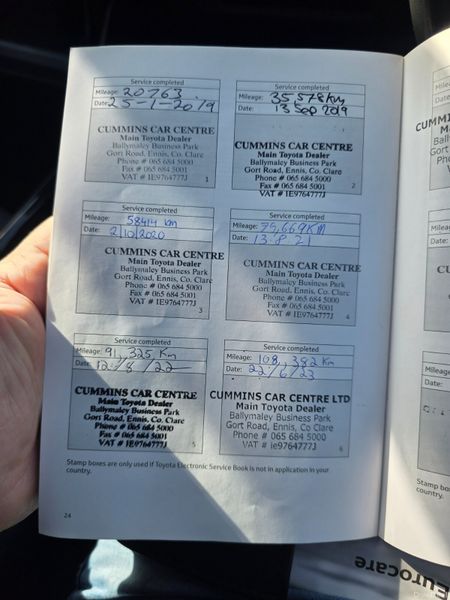 Service completed
Mileage: 20763
Date: 25-1-2019
CUMMINS CAR CENTRE
Main Toyota Dealer
Ballymaley Business Park
Gort Road, Ennis, Co. Clare
Phone # 065 684 5000
Fax # 065 684 5001
VAT # IE9764777J
1
Service completed
Mileage: 35 578 Km
Date: 13 Sep 2019
CUMMINS CAR CENTRE
Main Toyota Dealer
Ballymaley Business Park
Gort Road, Ennis, Co. Clare
Phone # 065 684 5000
Fax # 065 684 5001
VAT # IE9764777J
2
Service completed
Mileage: 58414 km
Date: 2/10/2020
CUMMINS CAR CENTRE
Main Toyota Dealer
Ballymaley Business Park
Gort Road, Ennis, Co. Clare
Phone # 065 684 5000
Fax # 065 684 5001
VAT # IE9764777J
3
Service completed
Mileage: 75,669KM
Date: 13.8.21
CUMMINS CAR CENTRE
Main Toyota Dealer
Ballymaley Business Park
Gort Road, Ennis, Co. Clare
Phone # 065 684 5000
Fax # 065 684 5001
VAT # IE9764777J
4
Service completed
Mileage: 91,325 Km
Date: 12/8/22
CUMMINS CAR CENTRE
Main Toyota Dealer
Ballymaley Business Park
Gort Road, Ennis, Co. Clare
Phone # 065 684 5000
Fax # 065 684 5001
VAT # IE9764777J
5
Service completed
Mileage: 108,382 Km
Date: 22/6/23
CUMMINS CAR CENTRE LTD
Main Toyota Dealer
Ballymaley Business Park
Gort Road, Ennis, Co Clare
Phone # 065 684 5000
VAT # ie9764777J
6
Stamp boxes are only used if Toyota Electronic Service Book is not in application in your
country.
24
Eurocare